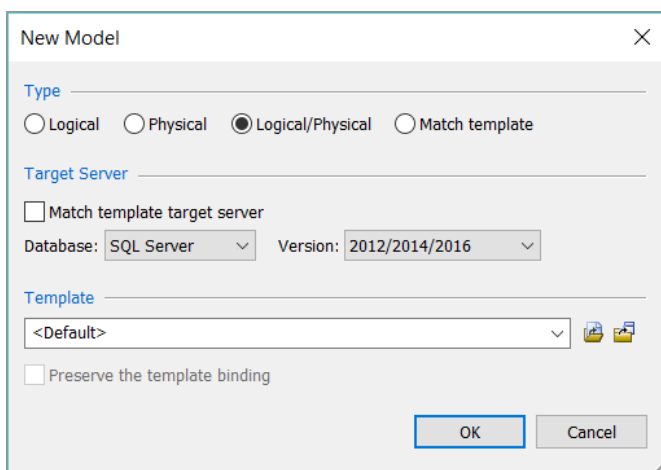 New Model
Type
Logical Physical Logical/Physical Match template
Target Server
Match template target server
Database: SQL Server Version: 2012/2014/2016
Template
<Default>
Preserve the template binding
OK Cancel